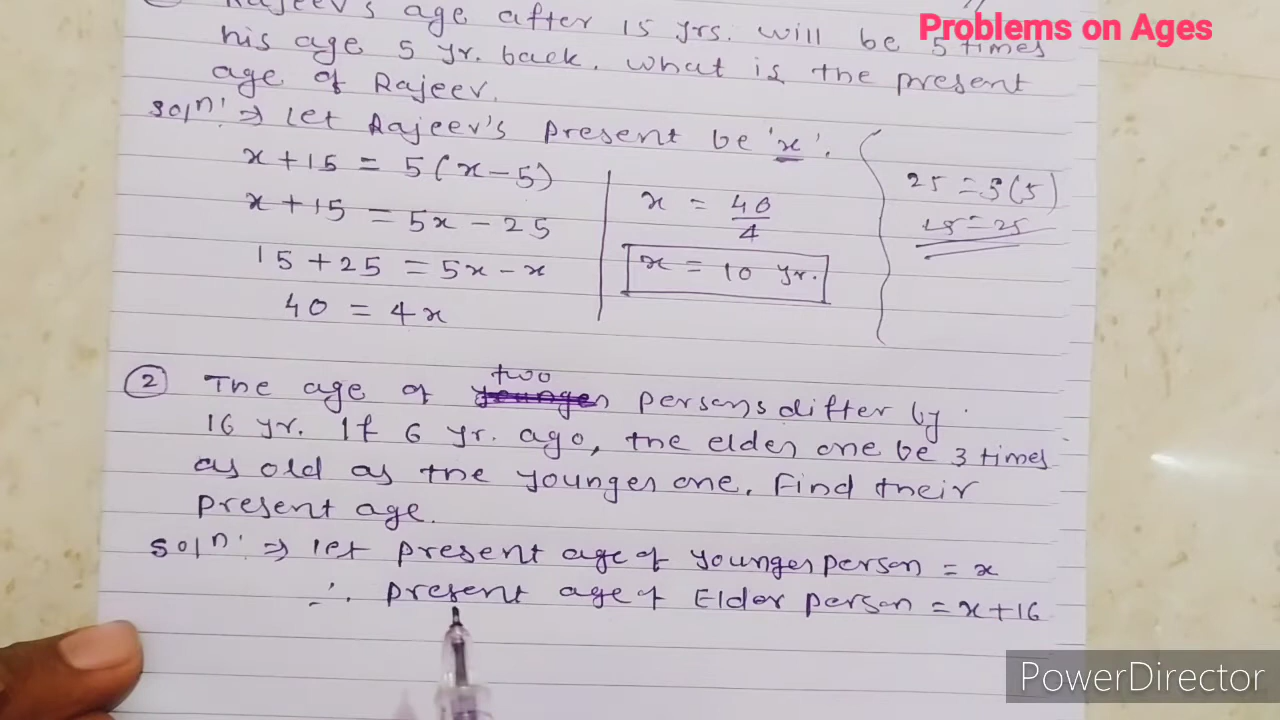 Rajeev's age after 15 yrs. will be 5 times
Problems on Ages
his age 5 yr. back. What is the present
age of Rajeev.
Soln: ⇒ Let Rajeev's present be 'x'.
x + 15 = 5(x - 5)
x + 15 = 5x - 25
15 + 25 = 5x - x
40 = 4x
x = 40/4
x = 10 yr.
25 = 5(5)
25 = 25
② The age of two persons differ by
16 yr. If 6 yr. ago, the elder one be 3 times
as old as the younger one. Find their
present age.
Soln: ⇒ let present age of younger person = x
∴ present age of Elder person = x + 16
PowerDirector